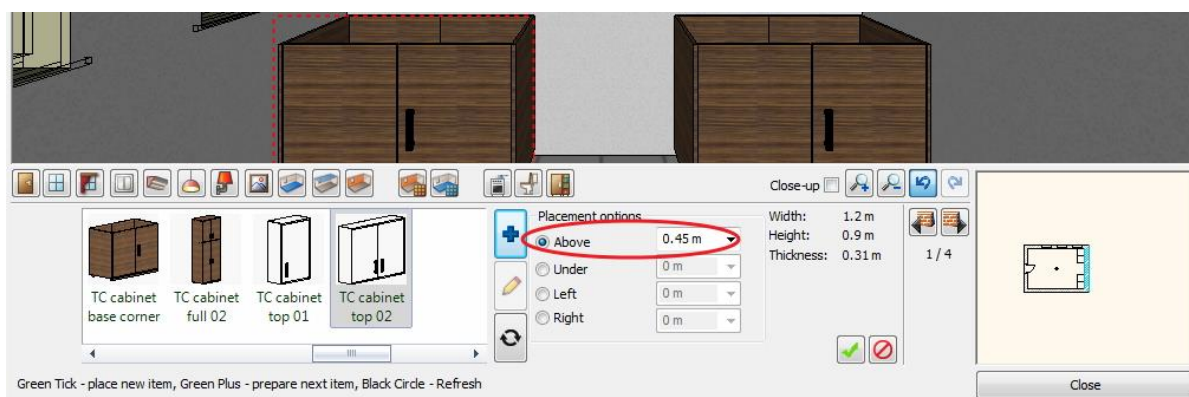 Close-up
TC cabinet base corner
TC cabinet full 02
TC cabinet top 01
TC cabinet top 02
Placement options
Above 0.45 m
Under 0 m
Left 0 m
Right 0 m
Width: 1.2 m
Height: 0.9 m
Thickness: 0.31 m
1 / 4
Green Tick - place new item, Green Plus - prepare next item, Black Circle - Refresh
Close